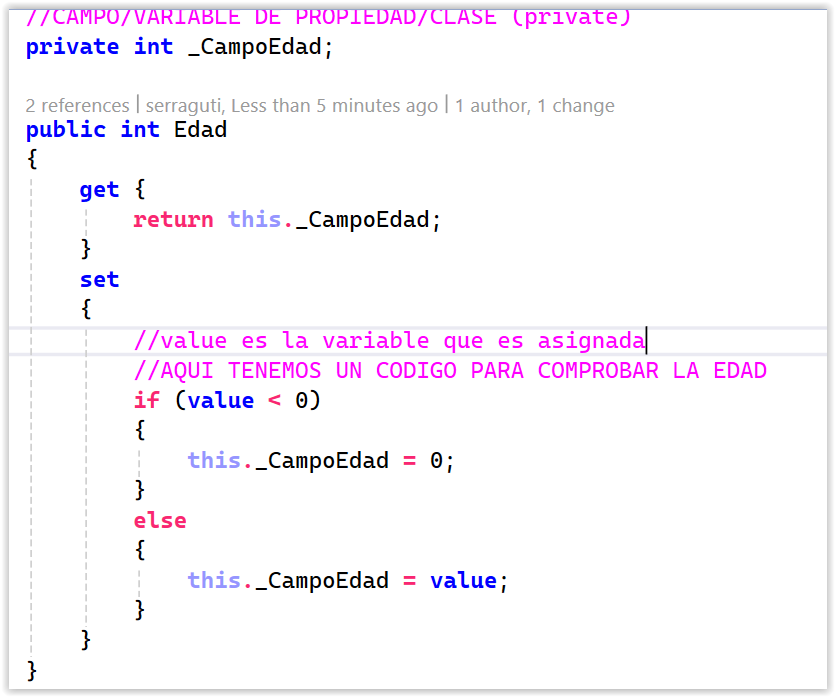 //CAMPO/VARIABLE DE PROPIEDAD/CLASE (private)
private int _CampoEdad;
2 references | serraguti, Less than 5 minutes ago | 1 author, 1 change
public int Edad
{
get {
return this._CampoEdad;
}
set
{
//value es la variable que es asignada
//AQUI TENEMOS UN CODIGO PARA COMPROBAR LA EDAD
if (value < 0)
{
this._CampoEdad = 0;
}
else
{
this._CampoEdad = value;
}
}
}